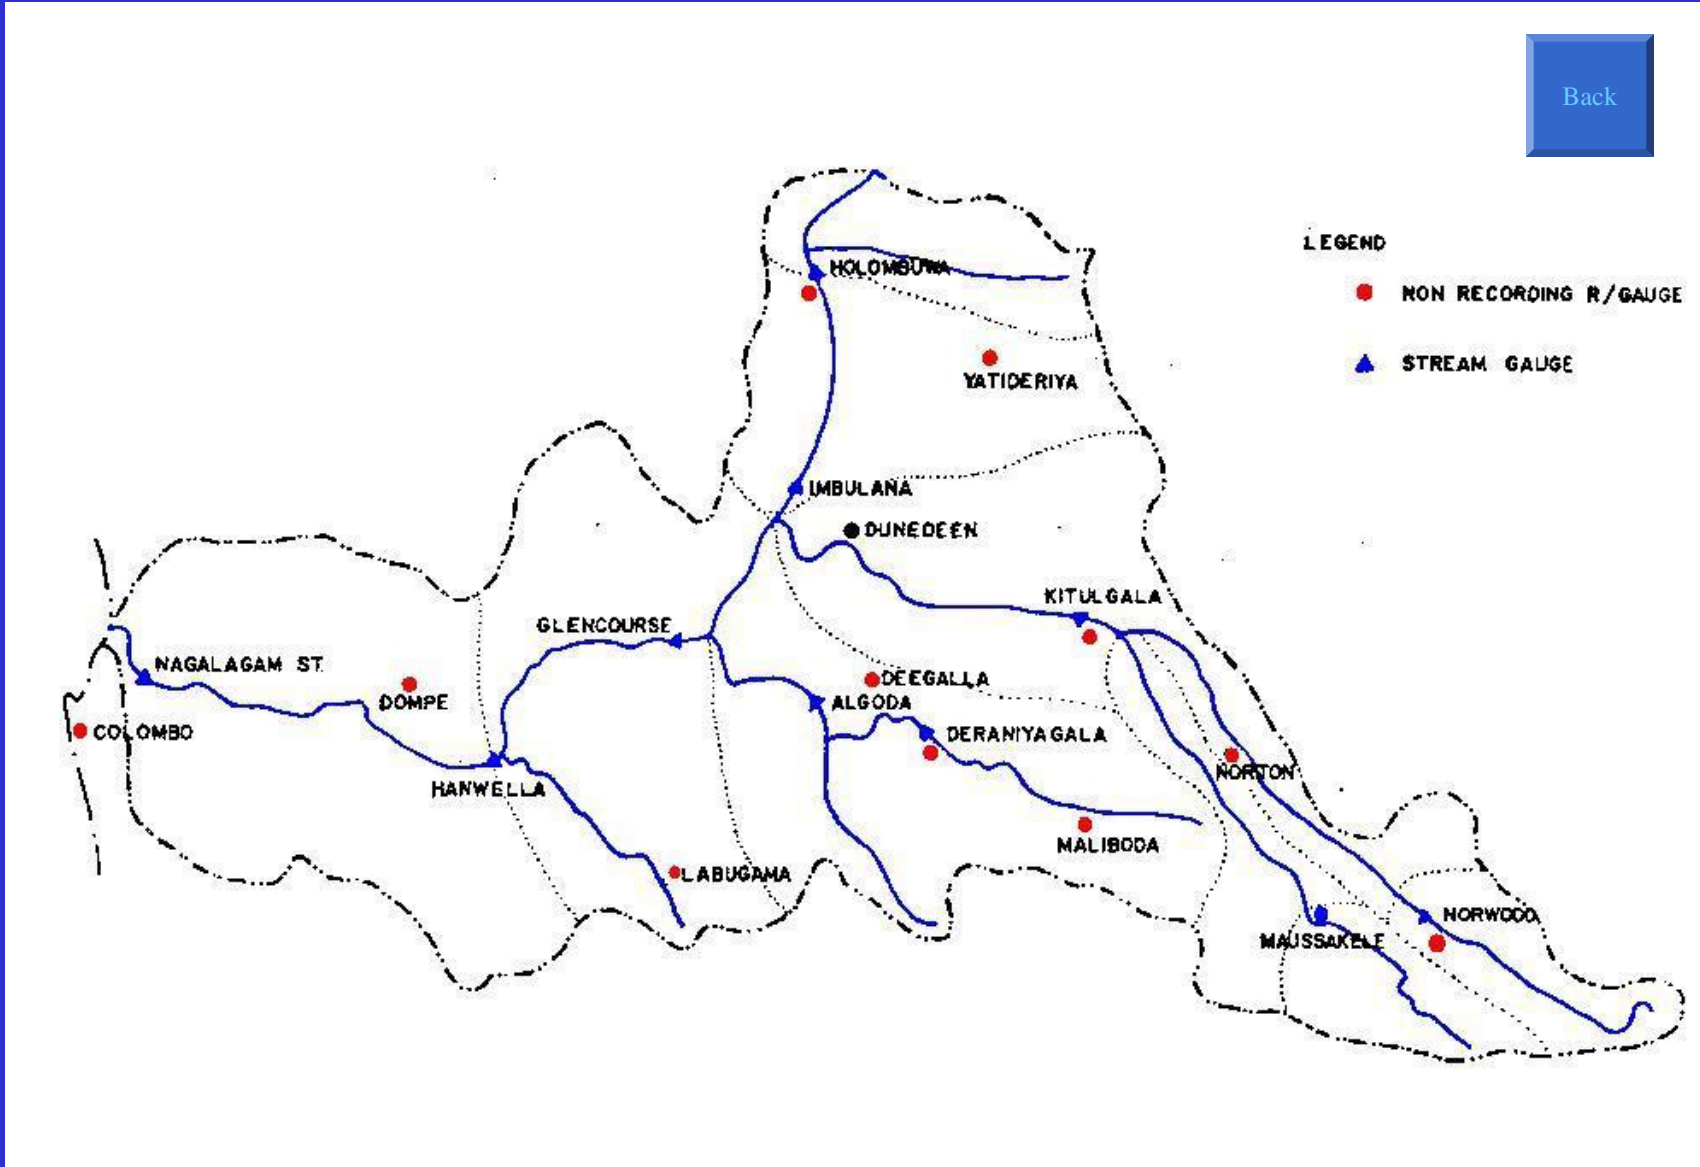 Back
LEGEND
HOLOMBUWA
NON RECORDING R/GAUGE
STREAM GAUGE
YATIDERIYA
IMBULANA
DUNEDEEN
KITULGALA
GLENCOURSE
NAGALAGAM ST.
DEEGALLA
DOMPE
ALGODA
COLOMBO
DERANIYAGALA
NORTON
HANWELLA
MALIBODA
LABUGAMA
NORWOOD
MAUSSAKELE